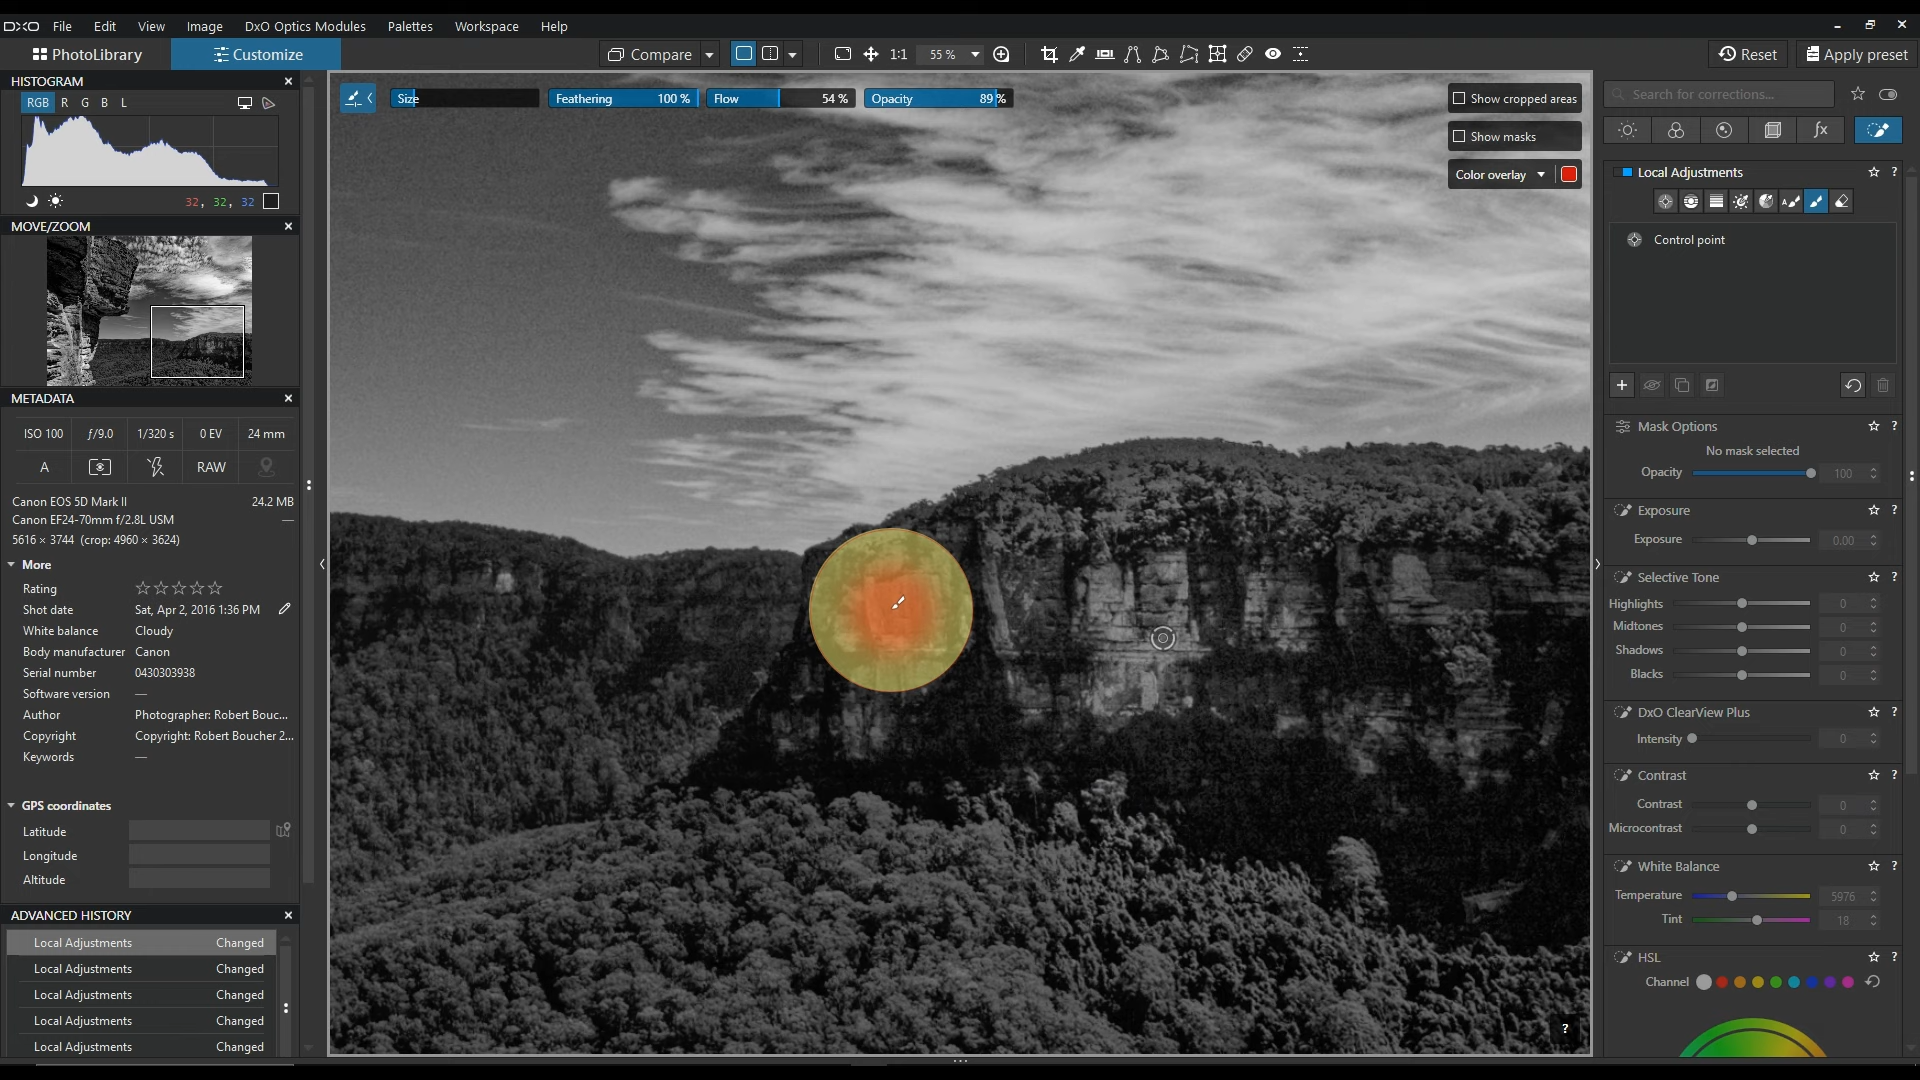 DXO File Edit View Image DxO Optics Modules Palettes Workspace Help
PhotoLibrary Customize Compare 1:1 55 % Reset Apply preset
HISTOGRAM
RGB R G B L
32, 32, 32
MOVE/ZOOM
METADATA
ISO 100 ƒ/9.0 1/320 s 0 EV 24 mm
A RAW
Canon EOS 5D Mark II 24.2 MB
Canon EF24-70mm f/2.8L USM —
5616 × 3744 (crop: 4960 × 3624)
More
Rating
Shot date Sat, Apr 2, 2016 1:36 PM
White balance Cloudy
Body manufacturer Canon
Serial number 0430303938
Software version —
Author Photographer: Robert Bouc...
Copyright Copyright: Robert Boucher 2...
Keywords —
GPS coordinates
Latitude
Longitude
Altitude
ADVANCED HISTORY
Local Adjustments Changed
Local Adjustments Changed
Local Adjustments Changed
Local Adjustments Changed
Local Adjustments Changed
Size Feathering 100 % Flow 54 % Opacity 89 %
Show cropped areas
Show masks
Color overlay
?
Search for corrections...
fx
Local Adjustments ?
A
Control point
Mask Options ?
No mask selected
Opacity 100
Exposure ?
Exposure 0.00
Selective Tone ?
Highlights 0
Midtones 0
Shadows 0
Blacks 0
DxO ClearView Plus ?
Intensity 0
Contrast ?
Contrast 0
Microcontrast 0
White Balance ?
Temperature 5976
Tint 18
HSL ?
Channel